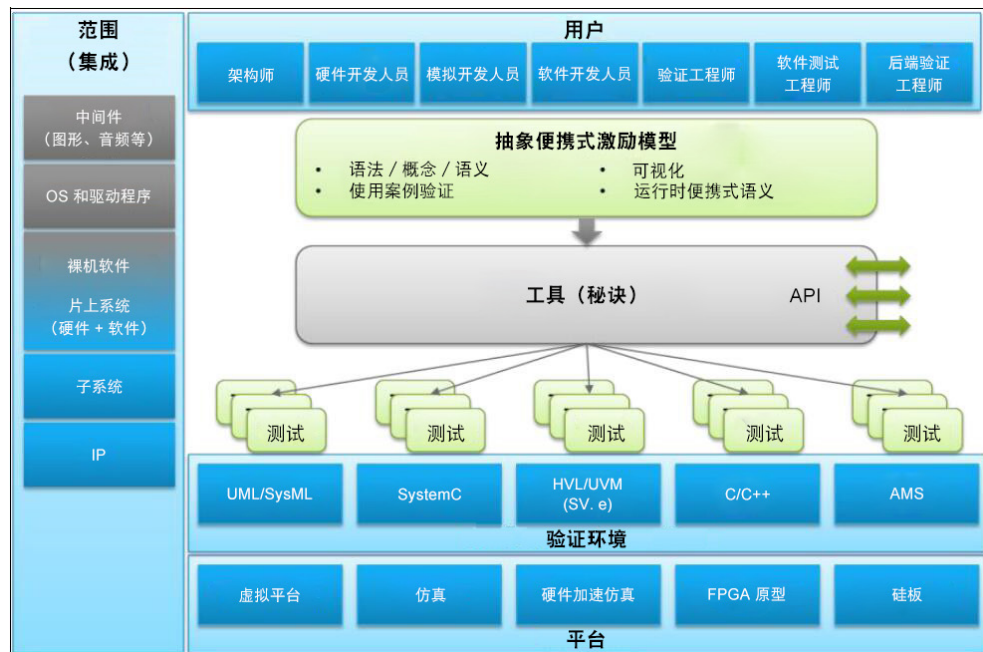 范围
（集成）
中间件
（图形、音频等）
OS 和驱动程序
裸机软件
片上系统
（硬件 + 软件）
子系统
IP
用户
架构师
硬件开发人员
模拟开发人员
软件开发人员
验证工程师
软件测试
工程师
后端验证
工程师
抽象便携式激励模型
• 语法 / 概念 / 语义
• 使用案例验证
• 可视化
• 运行时便携式语义
工具（秘诀）
API
测试
测试
测试
测试
测试
UML/SysML
SystemC
HVL/UVM
(SV. e)
C/C++
AMS
验证环境
虚拟平台
仿真
硬件加速仿真
FPGA 原型
硅板
平台